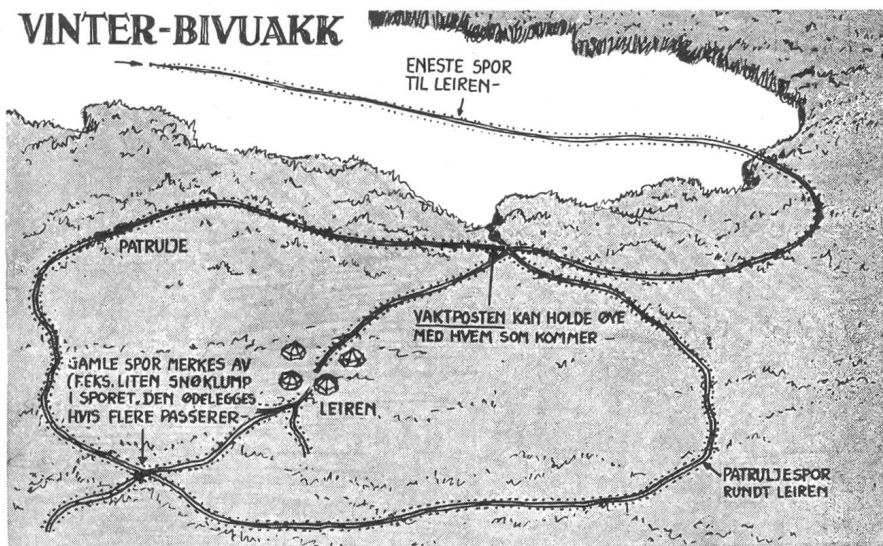 VINTER-BIVUAKK
ENESTE SPOR
TIL LEIREN-
PATRULJE
VAKTPOSTEN KAN HOLDE ØYE
MED HVEM SOM KOMMER-
GAMLE SPOR MERKES AV
(F.EKS. LITEN SNØKLUMP
I SPORET. DEN ØDELEGGES
HVIS FLERE PASSERER-
LEIREN
PATRULJESPOR
RUNDT LEIREN